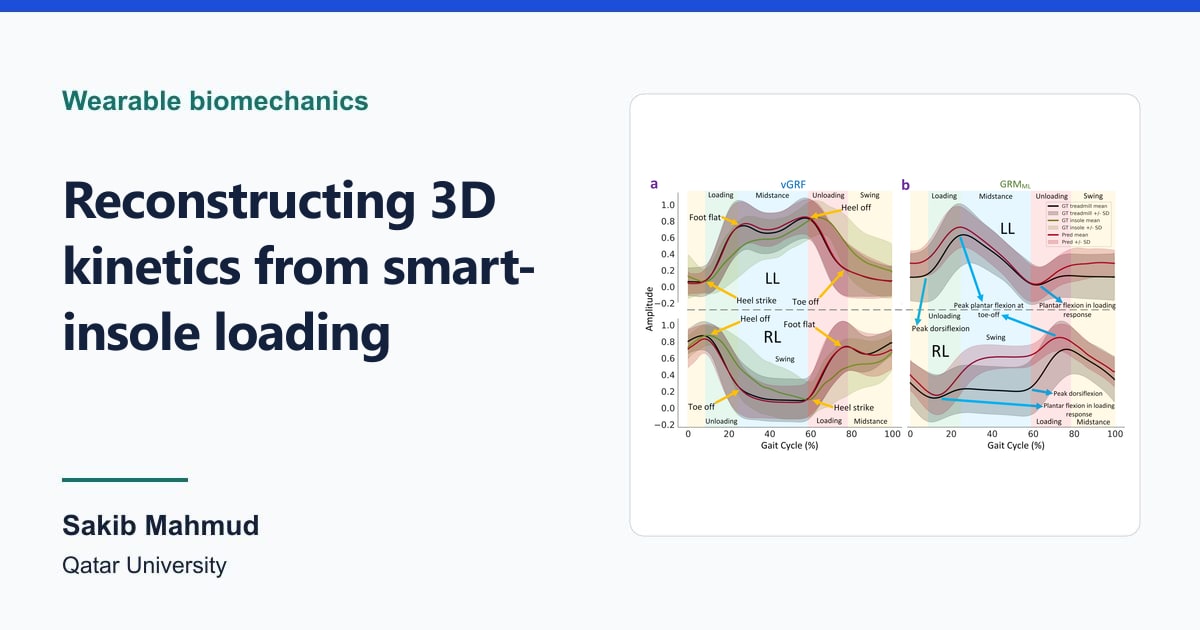 Wearable biomechanics
Reconstructing 3D
kinetics from smart-
insole loading
Sakib Mahmud
Qatar University
a
vGRF
Loading
Midstance
Unloading
Swing
1.0
0.8
0.6
0.4
0.2
0.0
−0.2
Foot flat
Heel off
LL
Heel strike
Toe off
Amplitude
1.0
0.8
0.6
0.4
0.2
0.0
−0.2
Heel off
Foot flat
RL
Swing
Toe off
Heel strike
Unloading
Loading
Midstance
0
20
40
60
80
100
Gait Cycle (%)
b
GRM_ML
Loading
Midstance
Unloading
Swing
GT treadmill mean
GT treadmill +/- SD
GT insole mean
GT insole +/- SD
Pred mean
Pred +/- SD
LL
Peak plantar flexion at
toe-off
Plantar flexion in loading
response
Unloading
Peak dorsiflexion
RL
Swing
Peak dorsiflexion
Plantar flexion in loading
response
Loading
Midstance
0
20
40
60
80
100
Gait Cycle (%)